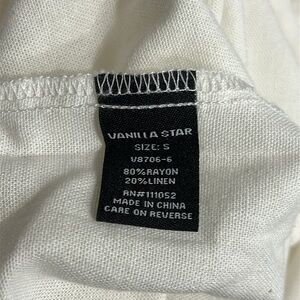 VANILLA STAR
SIZE: S
V8706-6
80%RAYON
20%LINEN
RN#111052
MADE IN CHINA
CARE ON REVERSE